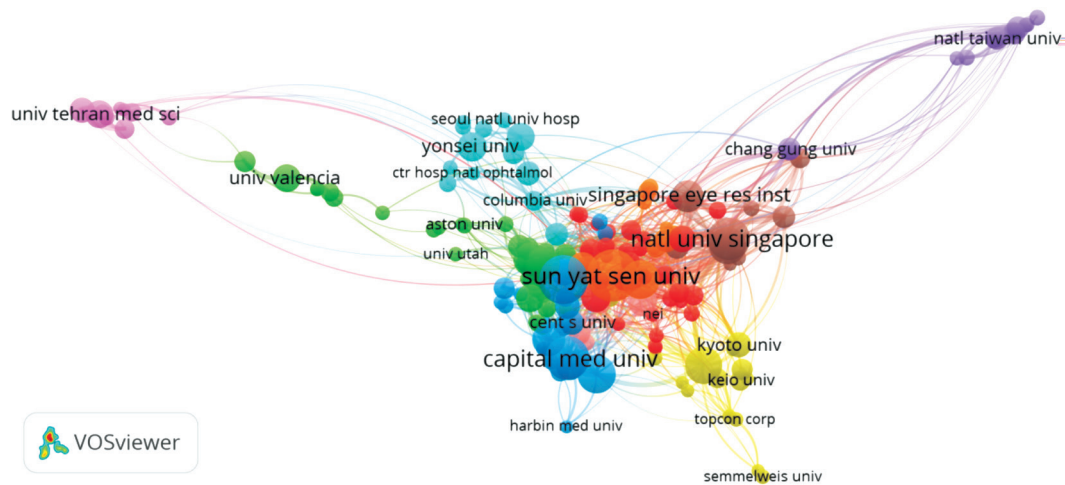 natl taiwan univ
univ tehran med sci
seoul natl univ hosp
yonsei univ
chang gung univ
ctr hosp natl ophtalmol
univ valencia
singapore eye res inst
columbia univ
aston univ
natl univ singapore
univ utah
sun yat sen univ
nei
cent s univ
kyoto univ
capital med univ
keio univ
topcon corp
harbin med univ
VOSviewer
semmelweis univ